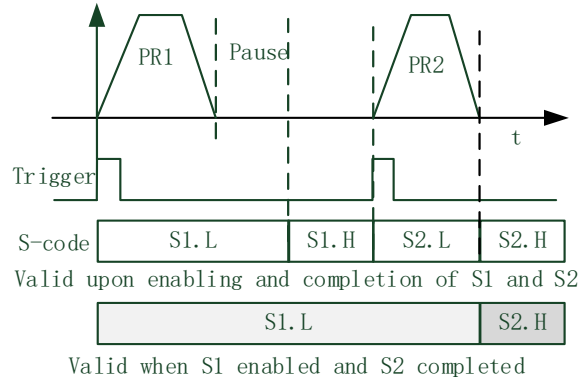 PR1
Pause
PR2
t
Trigger
S-code S1.L S1.H S2.L S2.H
Valid upon enabling and completion of S1 and S2
S1.L S2.H
Valid when S1 enabled and S2 completed